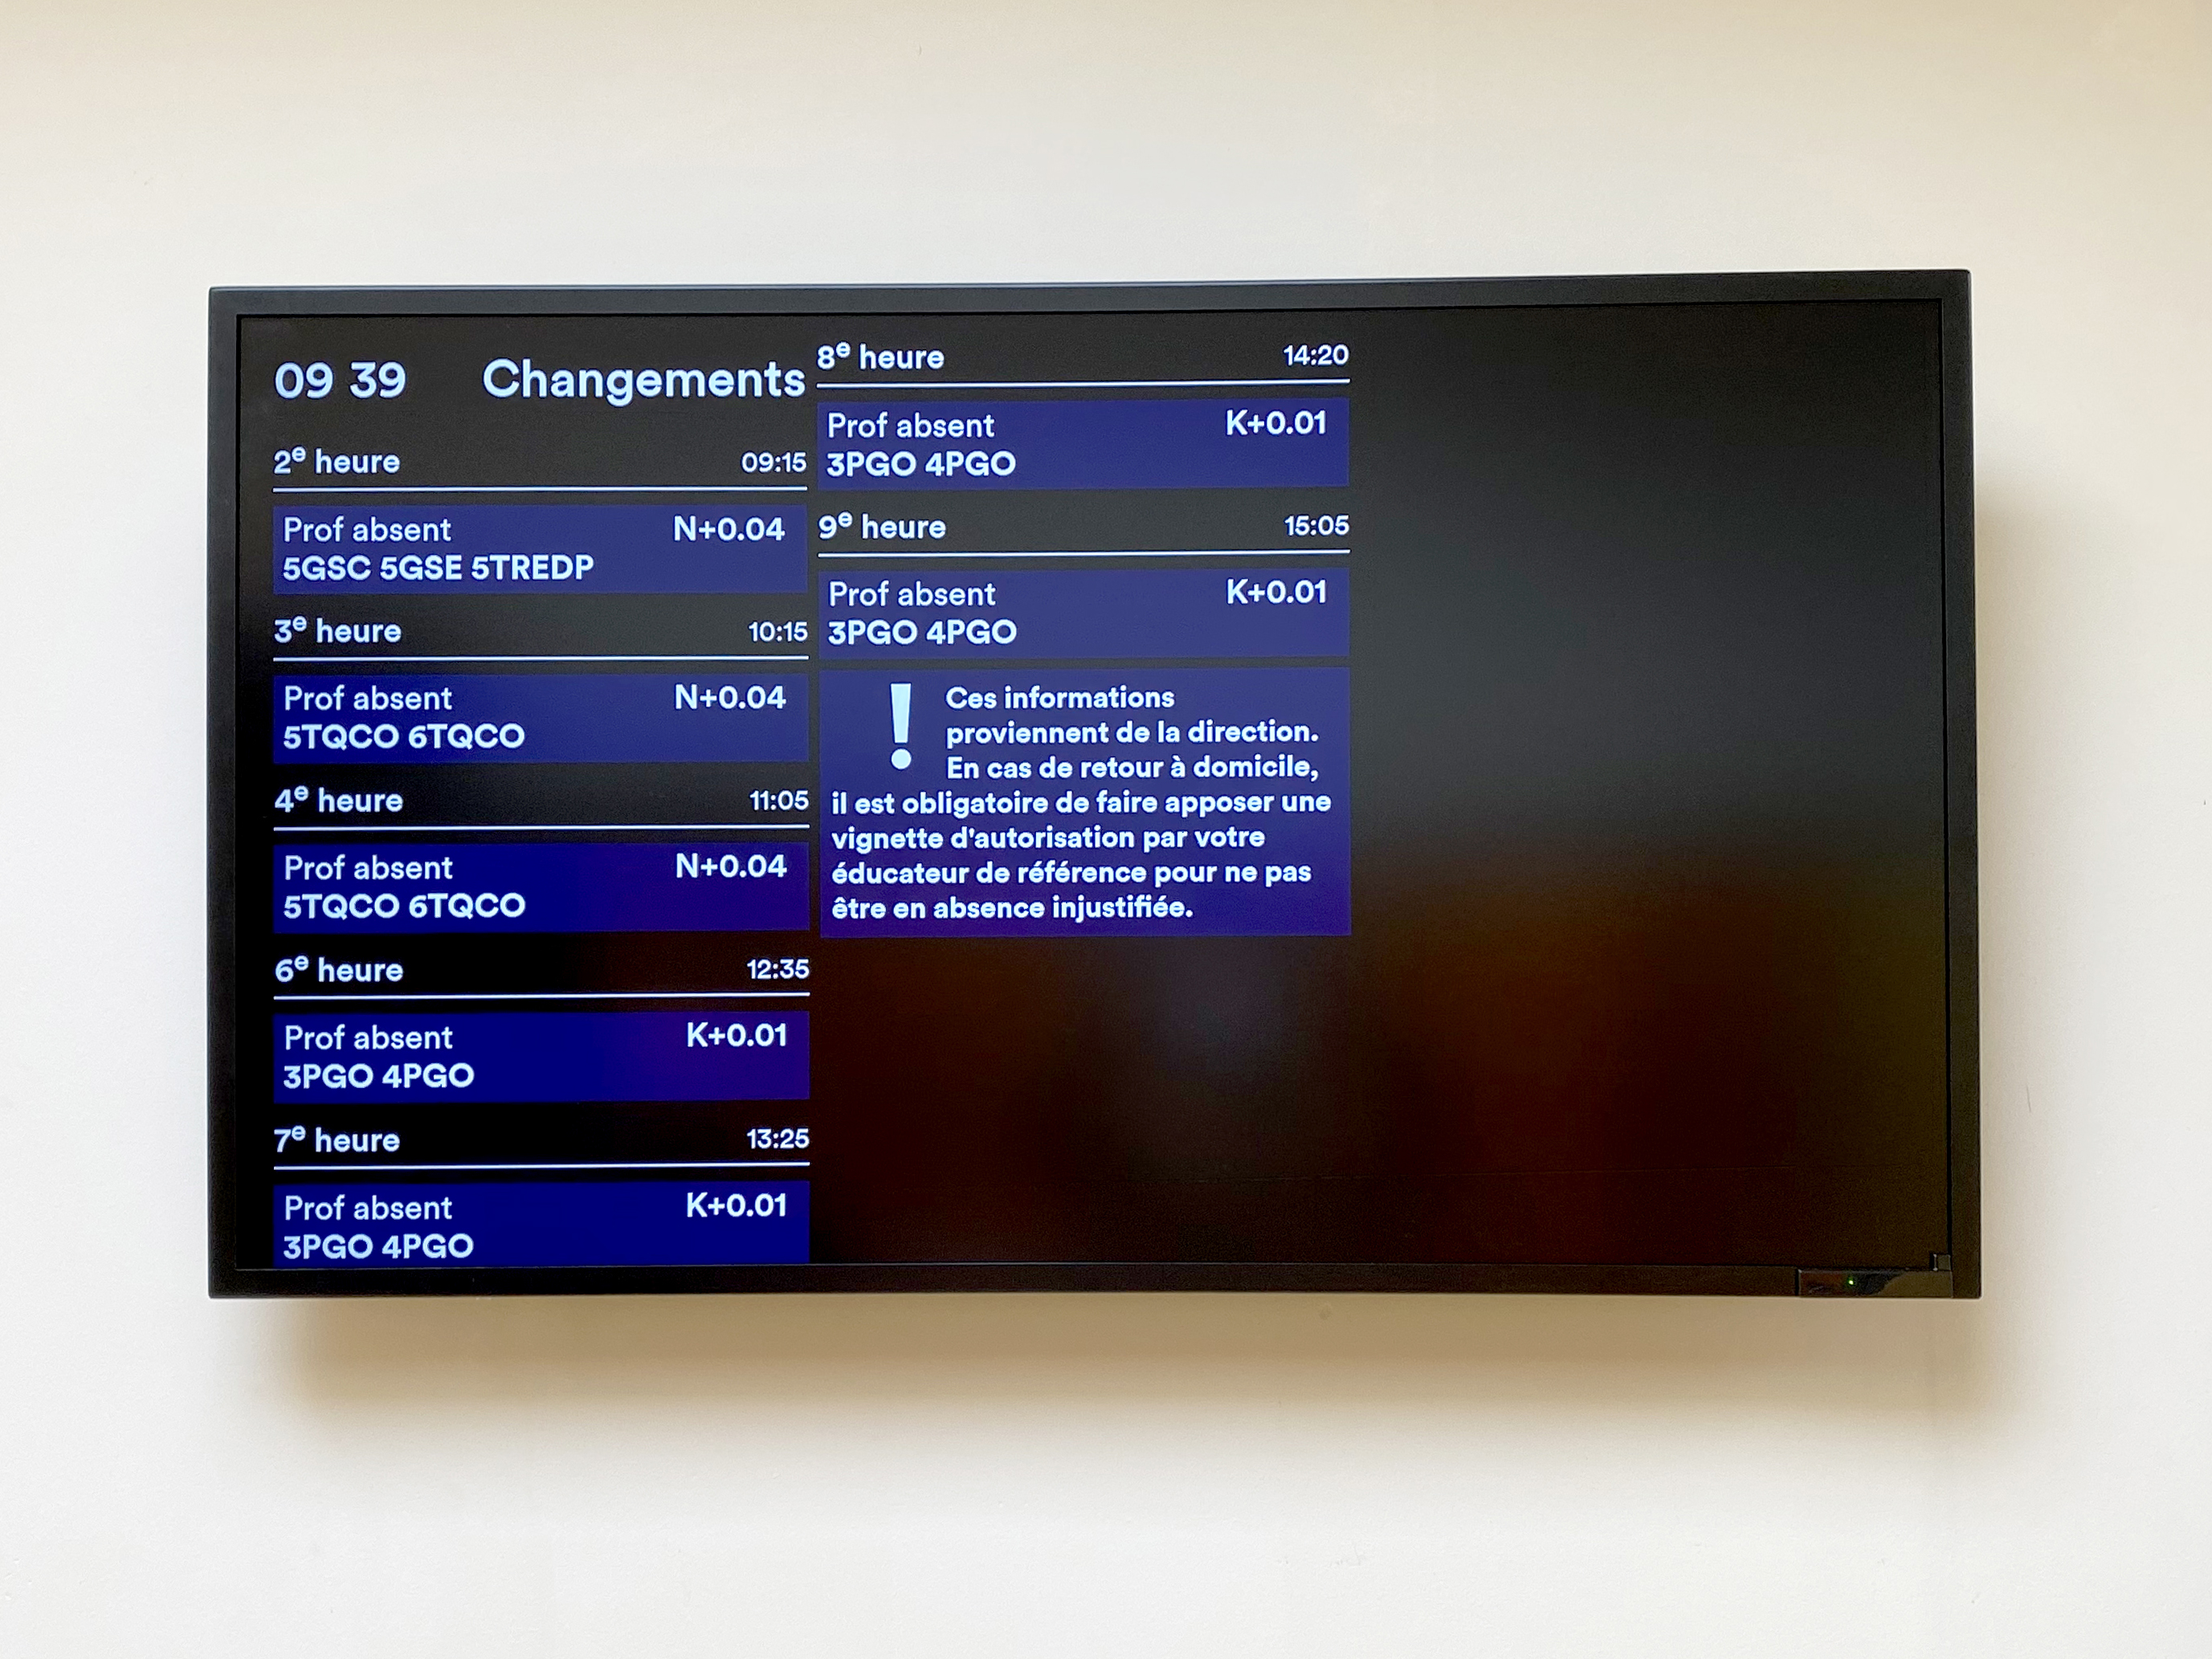 09 39 Changements
2e heure 09:15
Prof absent N+0.04
5GSC 5GSE 5TREDP
3e heure 10:15
Prof absent N+0.04
5TQCO 6TQCO
4e heure 11:05
Prof absent N+0.04
5TQCO 6TQCO
6e heure 12:35
Prof absent K+0.01
3PGO 4PGO
7e heure 13:25
Prof absent K+0.01
3PGO 4PGO
8e heure 14:20
Prof absent K+0.01
3PGO 4PGO
9e heure 15:05
Prof absent K+0.01
3PGO 4PGO
! Ces informations
proviennent de la direction.
En cas de retour à domicile,
il est obligatoire de faire apposer une
vignette d'autorisation par votre
éducateur de référence pour ne pas
être en absence injustifiée.